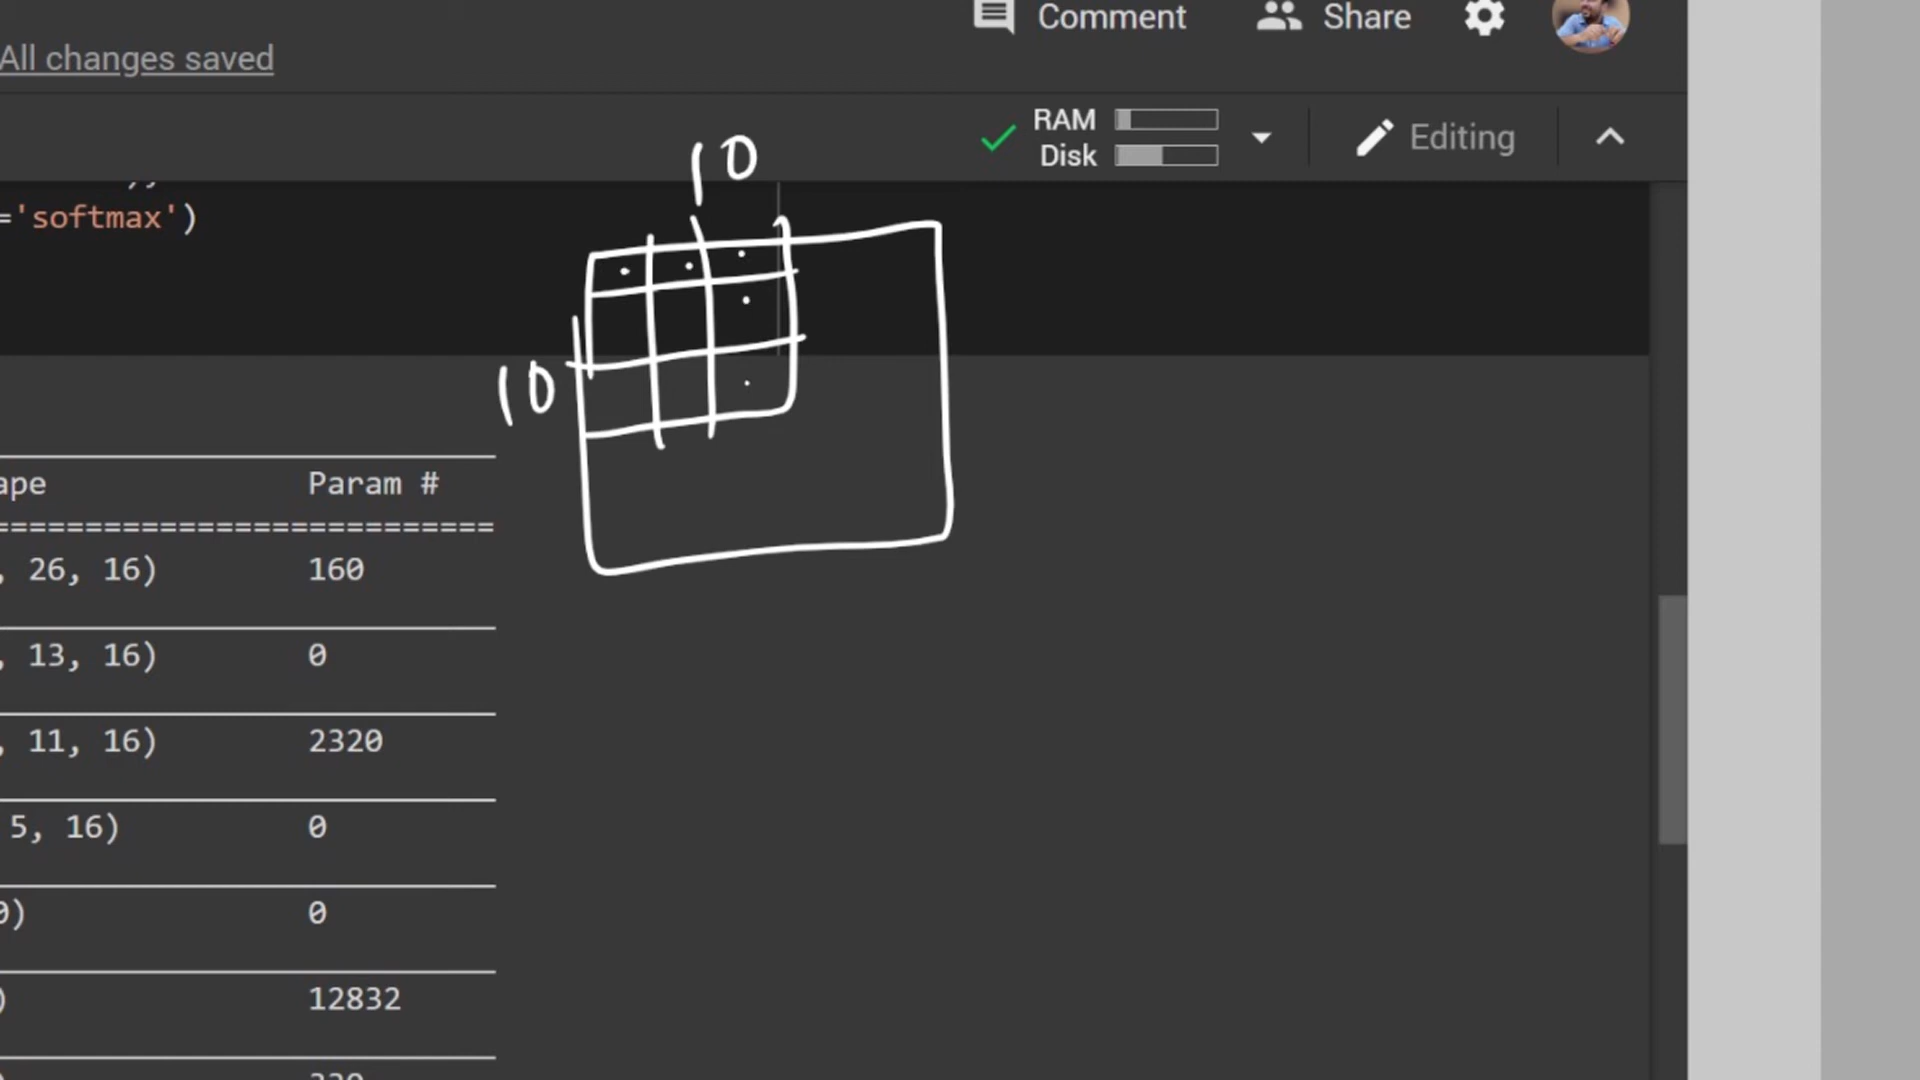 Comment Share
All changes saved
RAM
Disk
Editing
10
='softmax')
10
ape Param #
===========================
, 26, 16) 160
, 13, 16) 0
, 11, 16) 2320
5, 16) 0
0) 0
) 12832